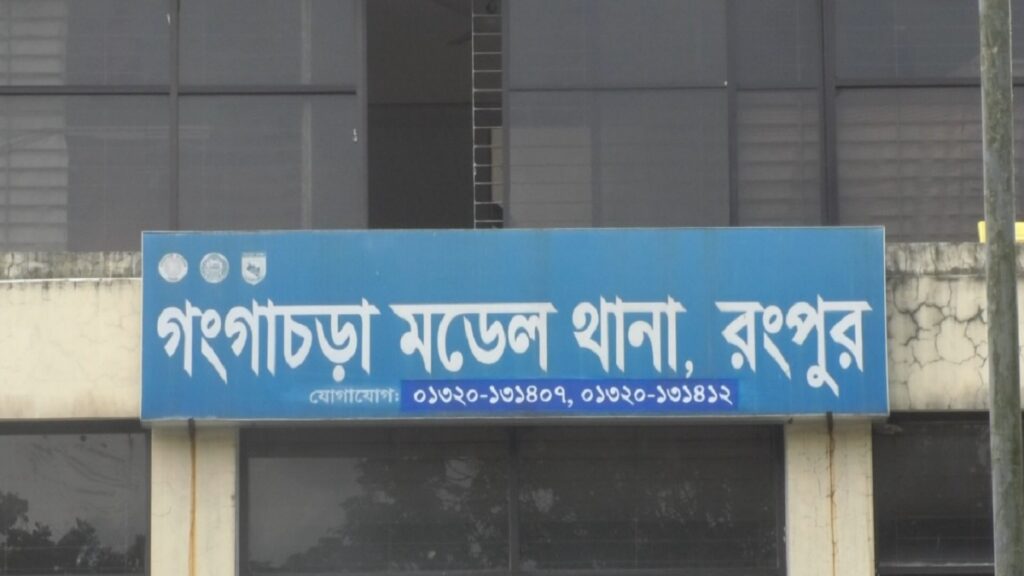 গংগাচড়া মডেল থানা, রংপুর
যোগাযোগ: ০১৩২০-১৩১৪০৭, ০১৩২০-১৩১৪১২